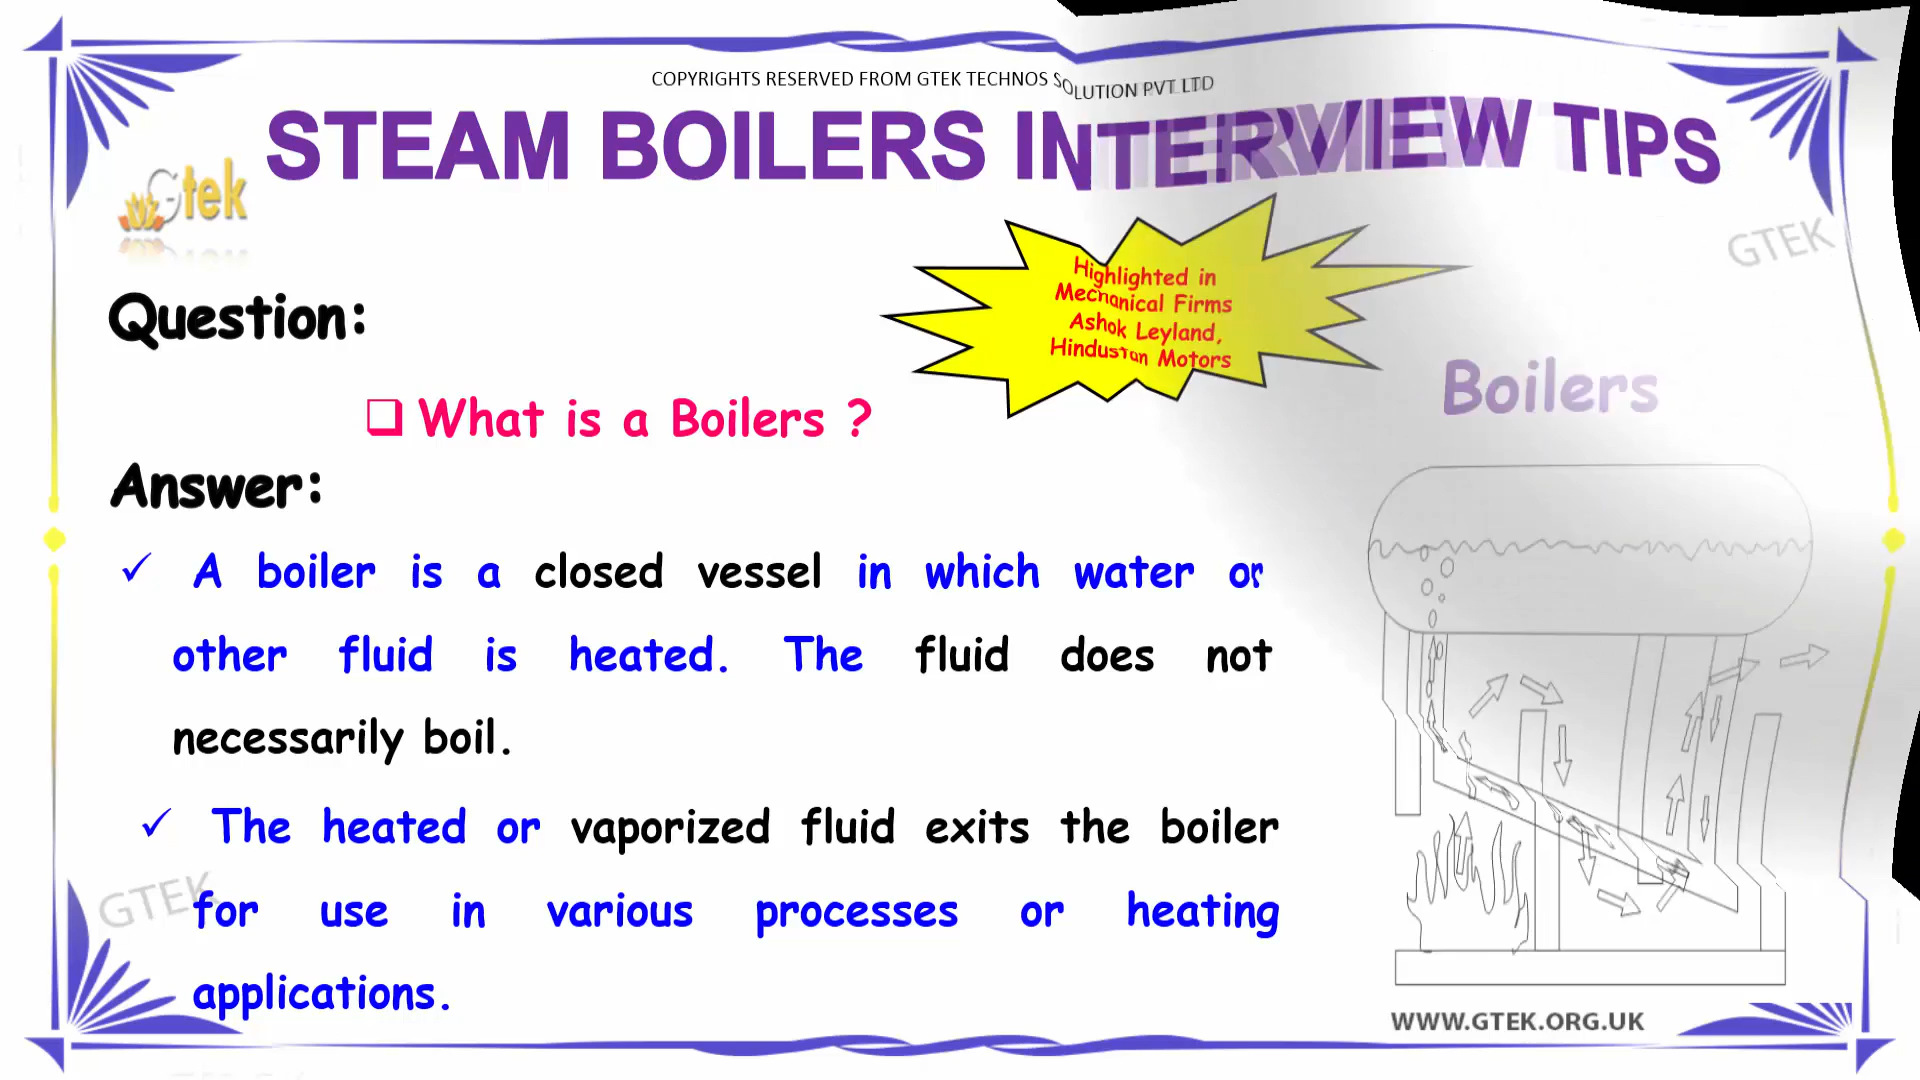 COPYRIGHTS RESERVED FROM GTEK TECHNOS SOLUTION PVT LTD
STEAM BOILERS INTERVIEW TIPS
Gtek
GTEK
Highlighted in
Mechanical Firms
Ashok Leyland,
Hindustan Motors
Question:
❑ What is a Boilers ?
Boilers
Answer:
✓ A boiler is a closed vessel in which water or
other fluid is heated. The fluid does not
necessarily boil.
✓ The heated or vaporized fluid exits the boiler
GTEK
for use in various processes or heating
applications.
WWW.GTEK.ORG.UK